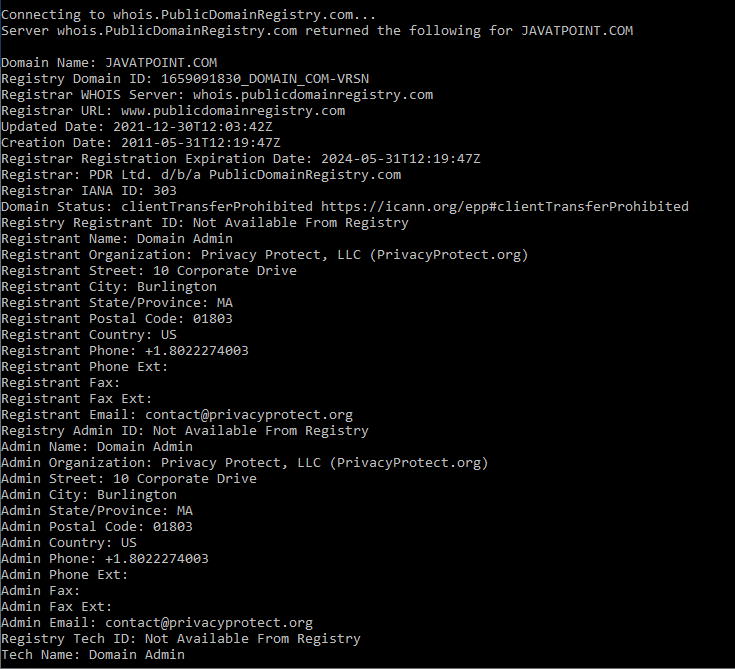 Connecting to whois.PublicDomainRegistry.com...
Server whois.PublicDomainRegistry.com returned the following for JAVATPOINT.COM
Domain Name: JAVATPOINT.COM
Registry Domain ID: 1659091830_DOMAIN_COM-VRSN
Registrar WHOIS Server: whois.publicdomainregistry.com
Registrar URL: www.publicdomainregistry.com
Updated Date: 2021-12-30T12:03:42Z
Creation Date: 2011-05-31T12:19:47Z
Registrar Registration Expiration Date: 2024-05-31T12:19:47Z
Registrar: PDR Ltd. d/b/a PublicDomainRegistry.com
Registrar IANA ID: 303
Domain Status: clientTransferProhibited https://icann.org/epp#clientTransferProhibited
Registry Registrant ID: Not Available From Registry
Registrant Name: Domain Admin
Registrant Organization: Privacy Protect, LLC (PrivacyProtect.org)
Registrant Street: 10 Corporate Drive
Registrant City: Burlington
Registrant State/Province: MA
Registrant Postal Code: 01803
Registrant Country: US
Registrant Phone: +1.8022274003
Registrant Phone Ext:
Registrant Fax:
Registrant Fax Ext:
Registrant Email: contact@privacyprotect.org
Registry Admin ID: Not Available From Registry
Admin Name: Domain Admin
Admin Organization: Privacy Protect, LLC (PrivacyProtect.org)
Admin Street: 10 Corporate Drive
Admin City: Burlington
Admin State/Province: MA
Admin Postal Code: 01803
Admin Country: US
Admin Phone: +1.8022274003
Admin Phone Ext:
Admin Fax:
Admin Fax Ext:
Admin Email: contact@privacyprotect.org
Registry Tech ID: Not Available From Registry
Tech Name: Domain Admin